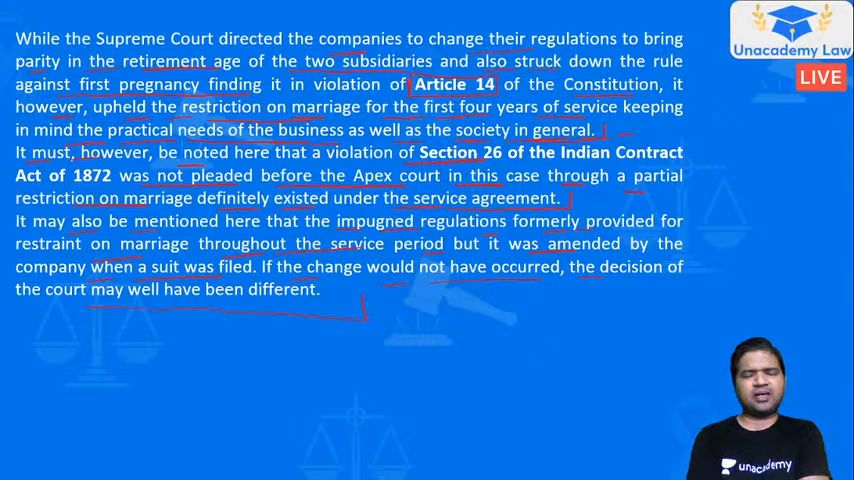 While the Supreme Court directed the companies to change their regulations to bring
parity in the retirement age of the two subsidiaries and also struck down the rule
against first pregnancy finding it in violation of Article 14 of the Constitution, it
however, upheld the restriction on marriage for the first four years of service keeping
in mind the practical needs of the business as well as the society in general.
It must, however, be noted here that a violation of Section 26 of the Indian Contract
Act of 1872 was not pleaded before the Apex court in this case through a partial
restriction on marriage definitely existed under the service agreement.
It may also be mentioned here that the impugned regulations formerly provided for
restraint on marriage throughout the service period but it was amended by the
company when a suit was filed. If the change would not have occurred, the decision of
the court may well have been different.
Unacademy Law
LIVE
unacademy